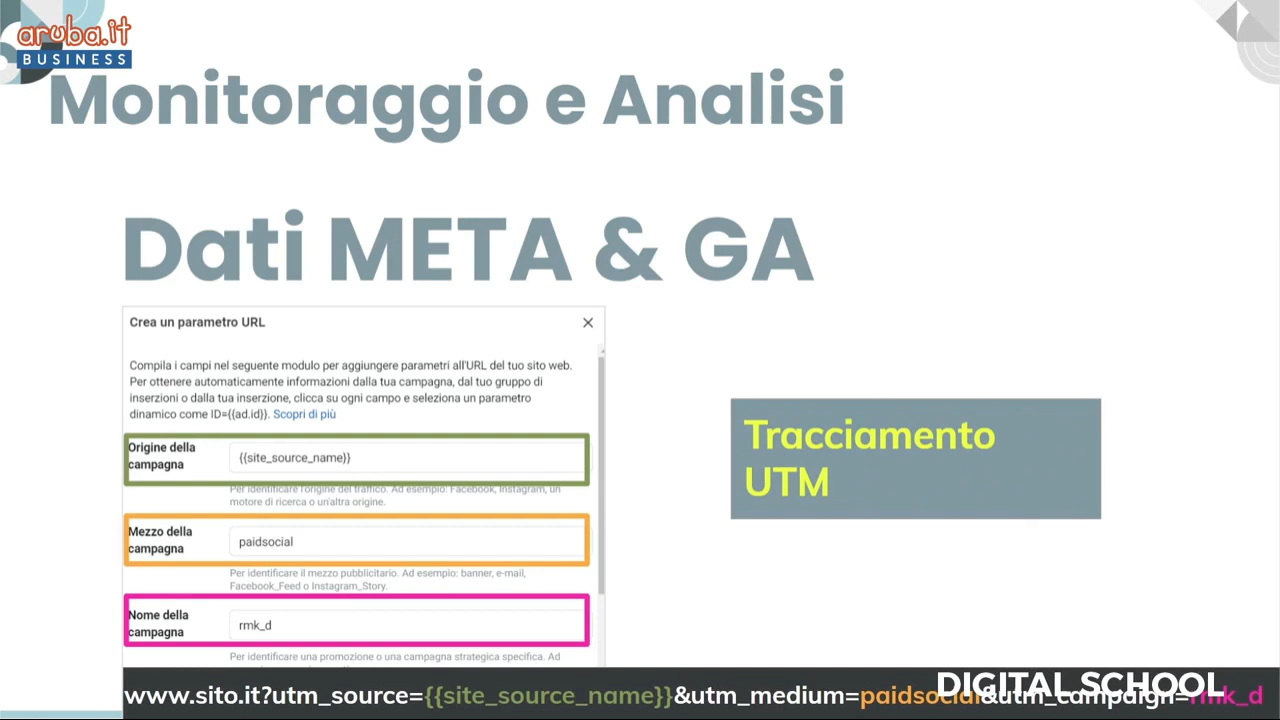 aruba.it
BUSINESS
Monitoraggio e Analisi
Dati META & GA
Crea un parametro URL
Compila i campi nel seguente modulo per aggiungere parametri all'URL del tuo sito web.
Per ottenere automaticamente informazioni dalla tua campagna, dal tuo gruppo di
inserzioni o dalla tua inserzione, clicca su ogni campo e seleziona un parametro
dinamico come ID={{ad.id}}. Scopri di più
Origine della
campagna
{{site_source_name}}
Per identificare l'origine del traffico. Ad esempio: Facebook, Instagram, un
motore di ricerca o un'altra origine.
Mezzo della
campagna
paidsocial
Per identificare il mezzo pubblicitario. Ad esempio: banner, e-mail,
Facebook_Feed o Instagram_Story.
Nome della
campagna
rmk_d
Per identificare una promozione o una campagna strategica specifica. Ad
Tracciamento
UTM
www.sito.it?utm_source={{site_source_name}}&utm_medium=paidsocial&utm_campaign=rmk_d
DIGITAL SCHOOL